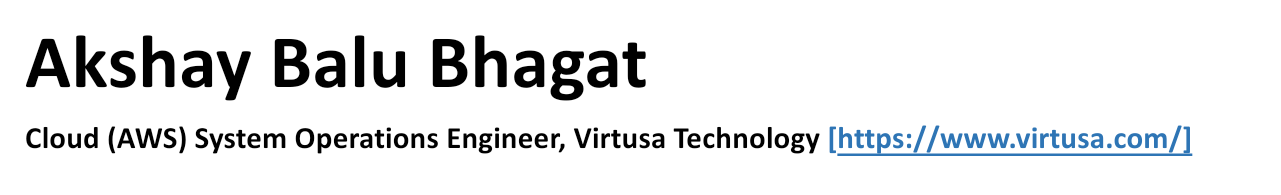 Akshay Balu Bhagat
Cloud (AWS) System Operations Engineer, Virtusa Technology [https://www.virtusa.com/]